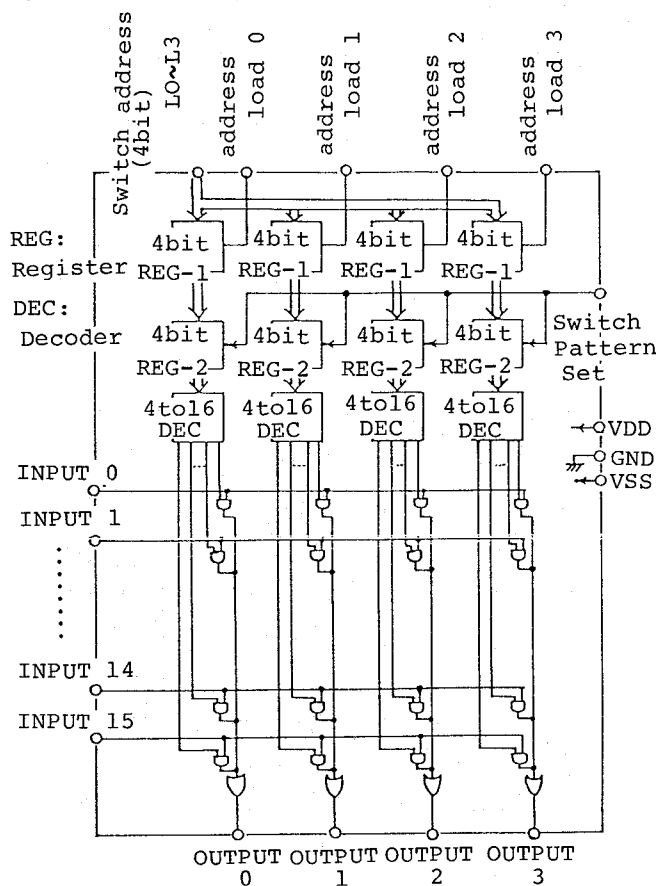 Switch address
(4bit)
LO~L3
address
load 0
address
load 1
address
load 2
address
load 3
REG:
Register
4bit
REG-1
4bit
REG-1
4bit
REG-1
4bit
REG-1
DEC:
Decoder
4bit
REG-2
4bit
REG-2
4bit
REG-2
4bit
REG-2
Switch
Pattern
Set
4to16
DEC
4to16
DEC
4to16
DEC
4to16
DEC
VDD
GND
VSS
INPUT 0
INPUT 1
INPUT 14
INPUT 15
OUTPUT
0
OUTPUT
1
OUTPUT
2
OUTPUT
3